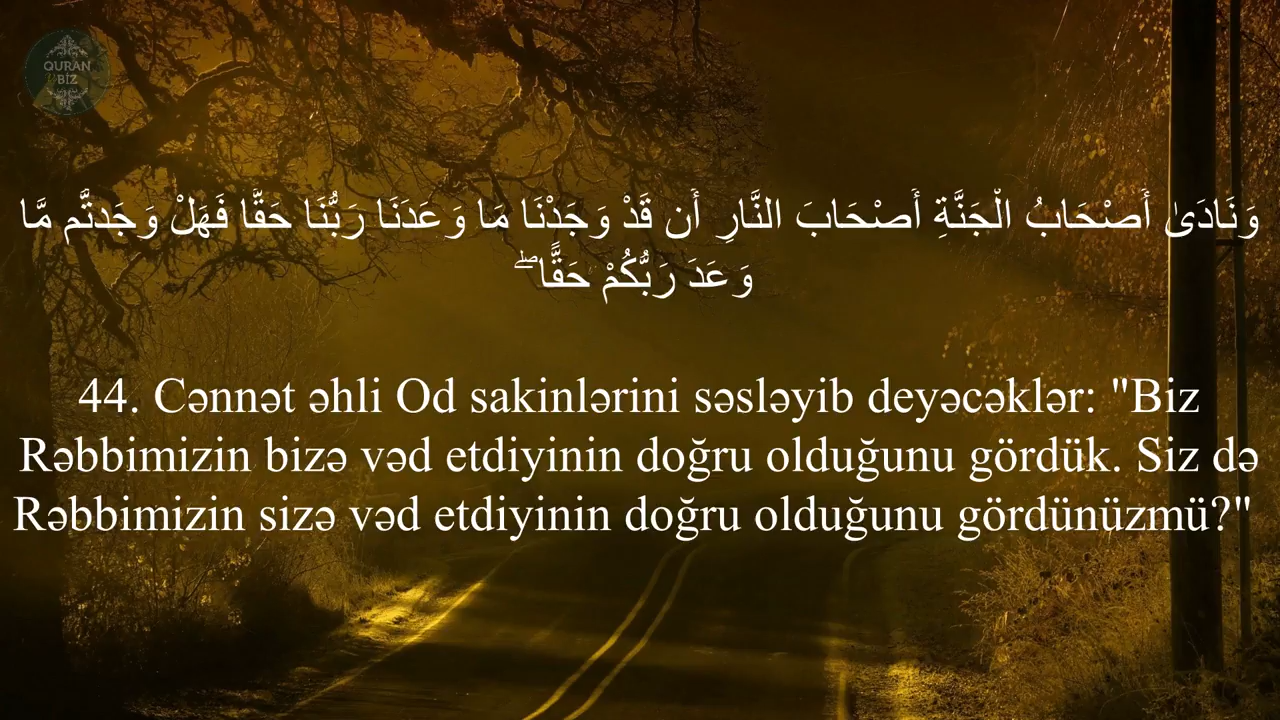 QURAN
BİZ
وَنَادَىٰ أَصْحَابُ الْجَنَّةِ أَصْحَابَ النَّارِ أَن قَدْ وَجَدْنَا مَا وَعَدَنَا رَبُّنَا حَقًّا فَهَلْ وَجَدتُّم مَّا
وَعَدَ رَبُّكُمْ حَقًّا ۖ
44. Cənnət əhli Od sakinlərini səsləyib deyəcəklər: "Biz
Rəbbimizin bizə vəd etdiyinin doğru olduğunu gördük. Siz də
Rəbbimizin sizə vəd etdiyinin doğru olduğunu gördünüzmü?"